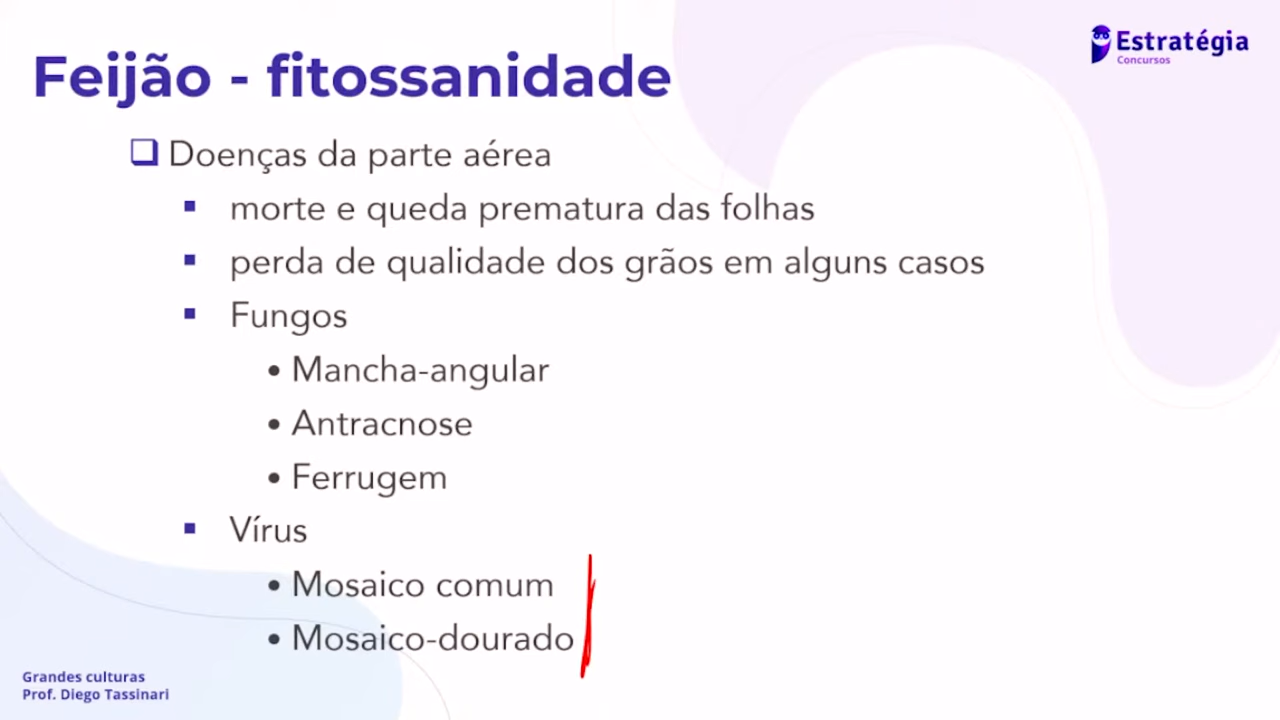 Estratégia
Concursos
Feijão - fitossanidade
Doenças da parte aérea
morte e queda prematura das folhas
perda de qualidade dos grãos em alguns casos
Fungos
Mancha-angular
Antracnose
Ferrugem
Vírus
Mosaico comum
Mosaico-dourado
Grandes culturas
Prof. Diego Tassinari